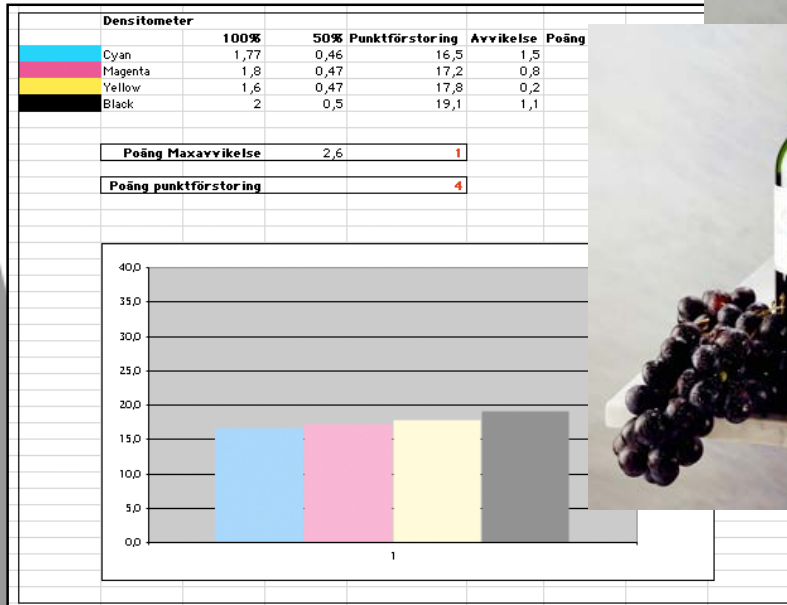 Densitometer
100% 50% Punktförstoring Avvikelse Poäng
Cyan 1,77 0,46 16,5 1,5
Magenta 1,8 0,47 17,2 0,8
Yellow 1,6 0,47 17,8 0,2
Black 2 0,5 19,1 1,1
Poäng Maxavvikelse 2,6 1
Poäng punktförstoring 4
40,0
35,0
30,0
25,0
20,0
15,0
10,0
5,0
0,0
1